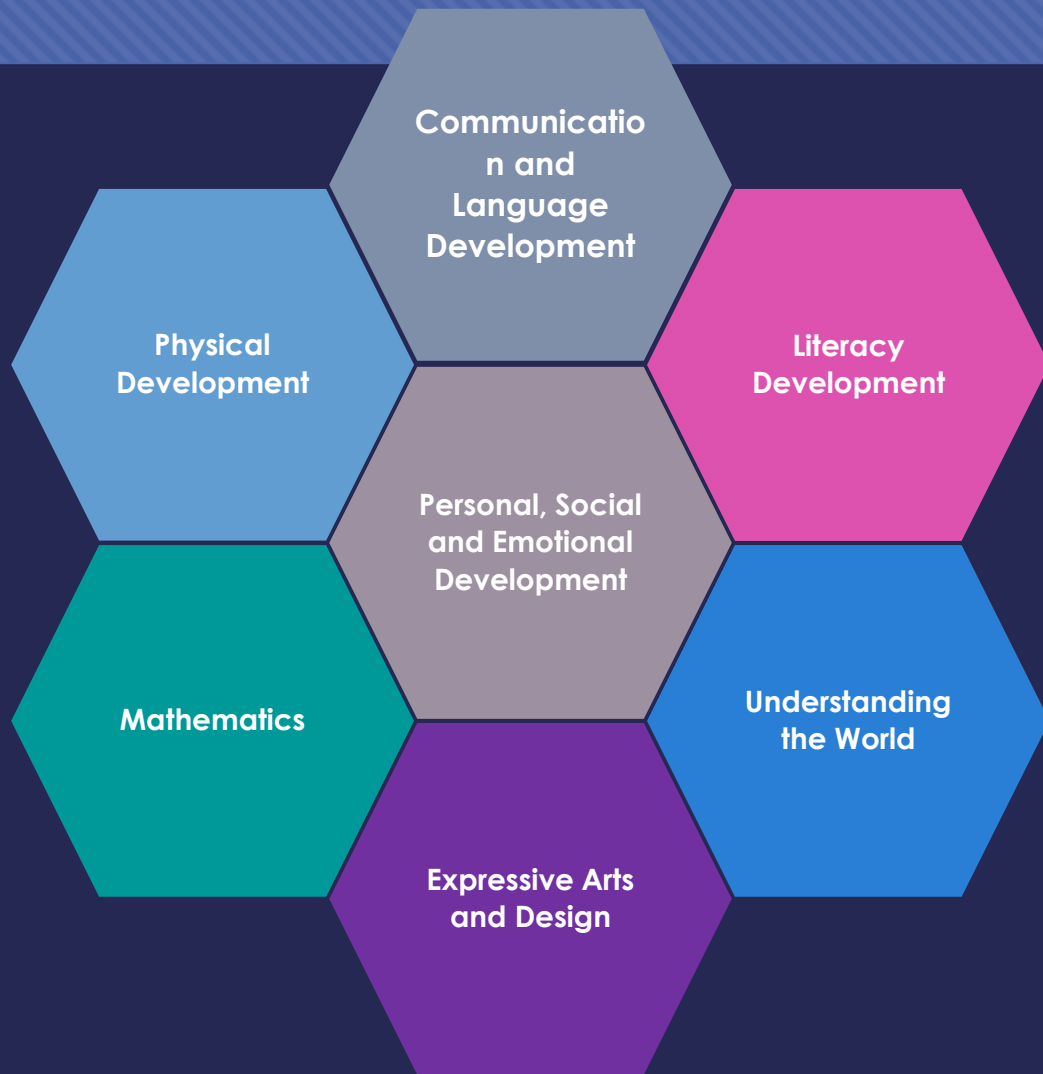 Communicatio
n and
Language
Development
Physical
Development
Literacy
Development
Personal, Social
and Emotional
Development
Mathematics
Understanding
the World
Expressive Arts
and Design